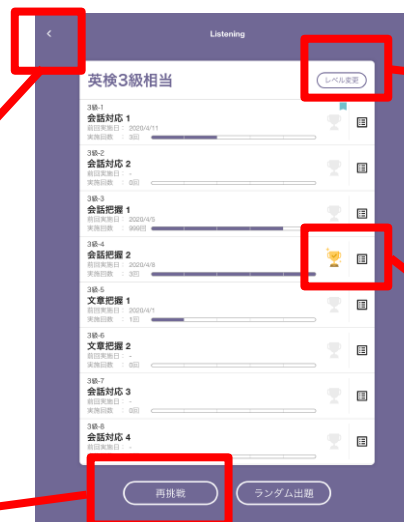 Listening
英検3級相当
レベル変更
3級-1
会話対応 1
前回実施日： 2020/4/11
実施回数 ： 3回
3級-2
会話対応 2
前回実施日： -
実施回数 ： 0回
3級-3
会話把握 1
前回実施日： 2020/4/5
実施回数 ： 999回
3級-4
会話把握 2
前回実施日： 2020/4/6
実施回数 ： 3回
3級-5
文章把握 1
前回実施日： 2020/4/1
実施回数 ： 1回
3級-6
文章把握 2
前回実施日： -
実施回数 ： 0回
3級-7
会話対応 3
前回実施日： -
実施回数 ： 0回
3級-8
会話対応 4
前回実施日： -
再挑戦
ランダム出題